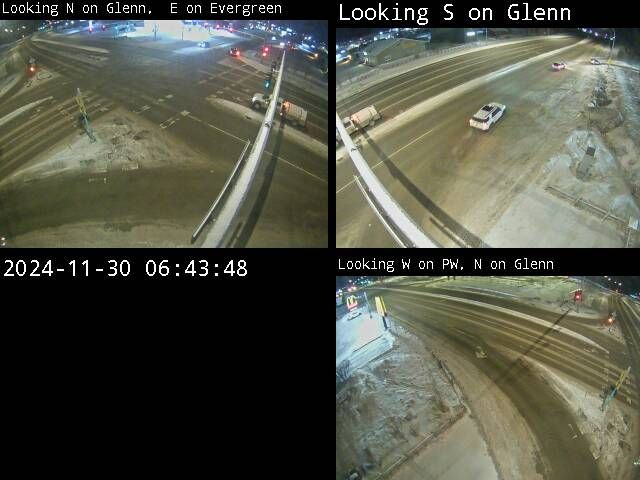 Looking N on Glenn,  E on Evergreen
Looking S on Glenn
2024-11-30 06:43:48
Looking W on PW, N on Glenn